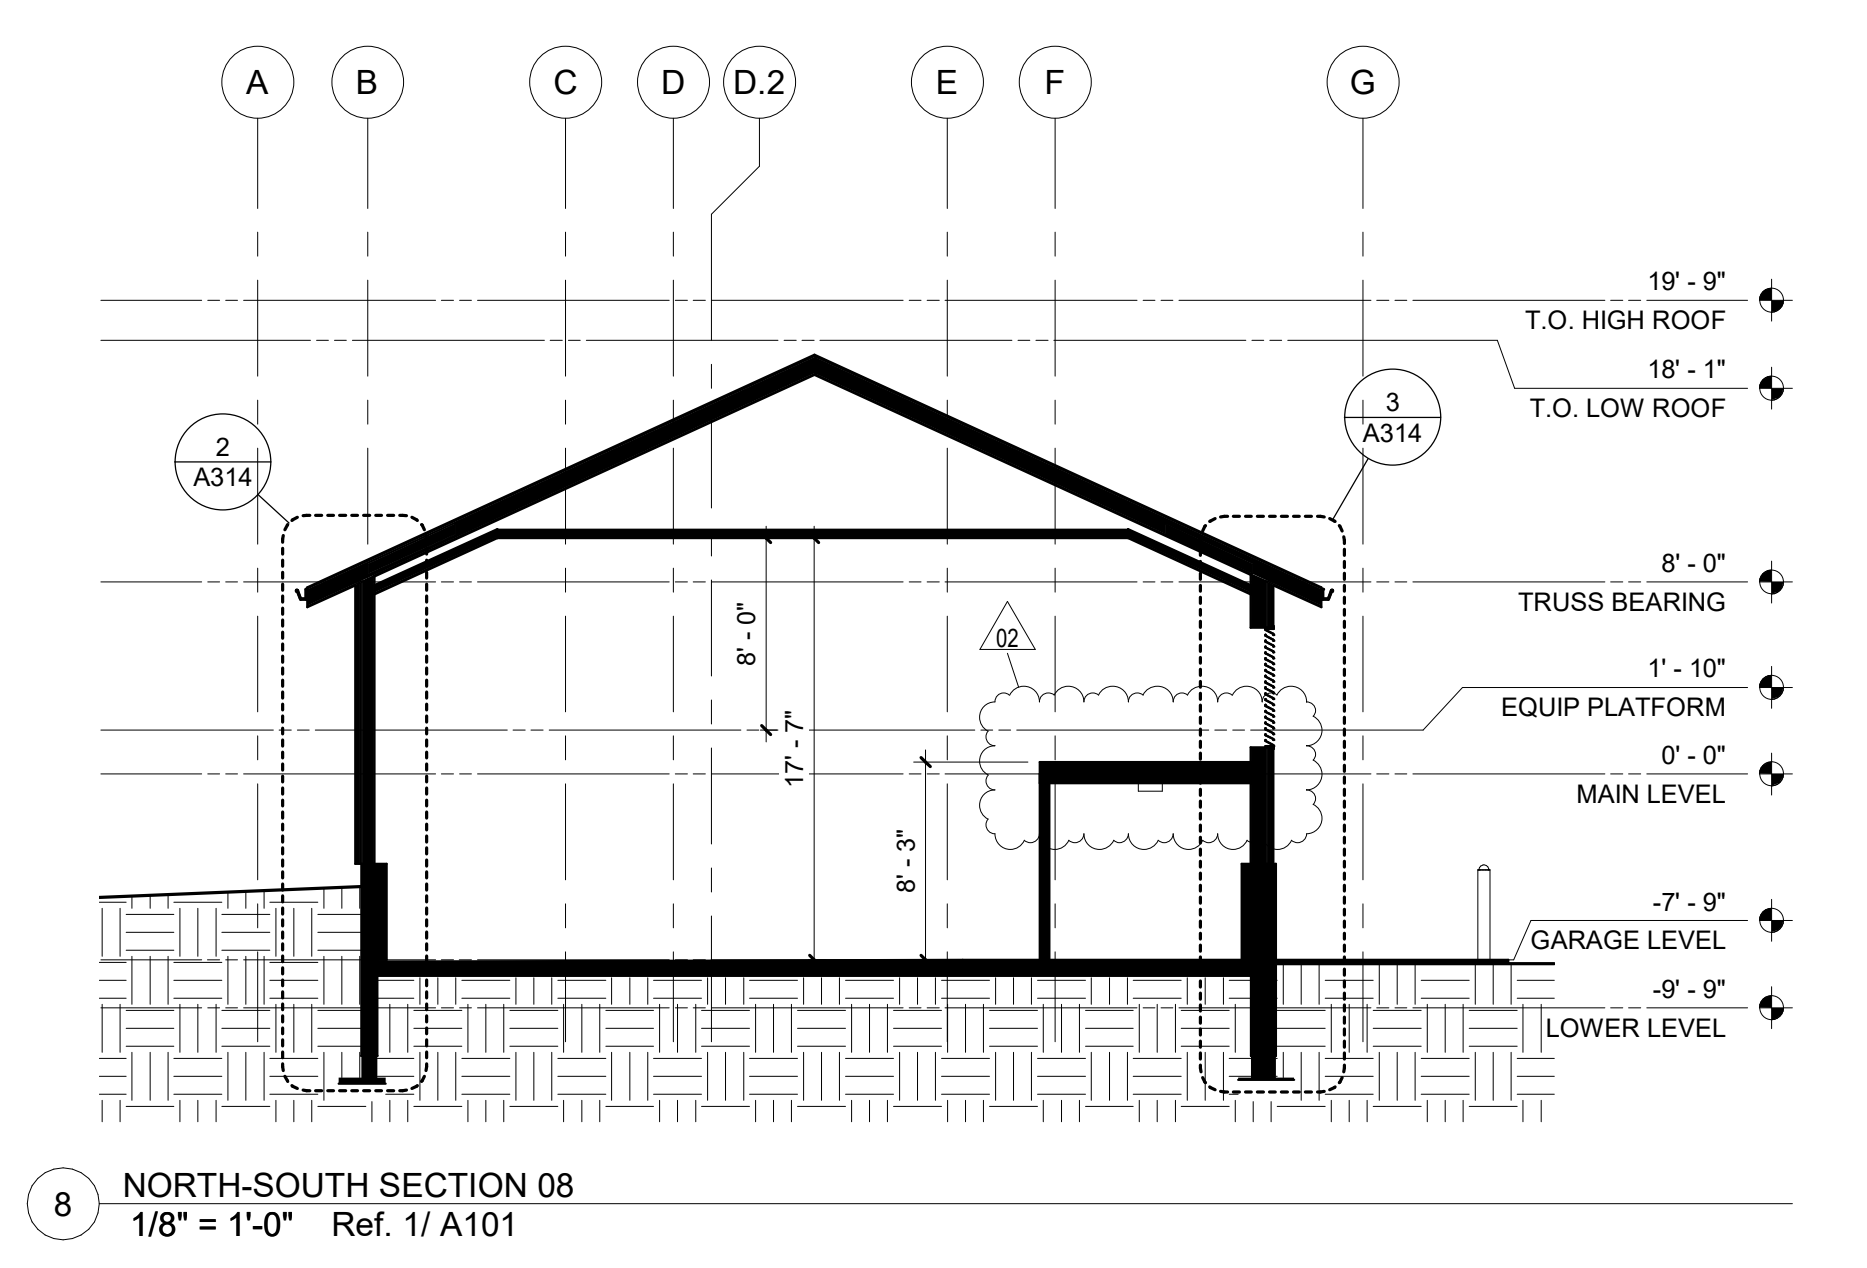 A
B
C
D
D.2
E
F
G
19' - 9"
T.O. HIGH ROOF
18' - 1"
T.O. LOW ROOF
3
A314
2
A314
8' - 0"
TRUSS BEARING
8' - 0"
02
1' - 10"
EQUIP PLATFORM
17' - 7"
0' - 0"
MAIN LEVEL
8' - 3"
-7' - 9"
GARAGE LEVEL
-9' - 9"
LOWER LEVEL
8
NORTH-SOUTH SECTION 08
1/8" = 1'-0" Ref. 1/ A101